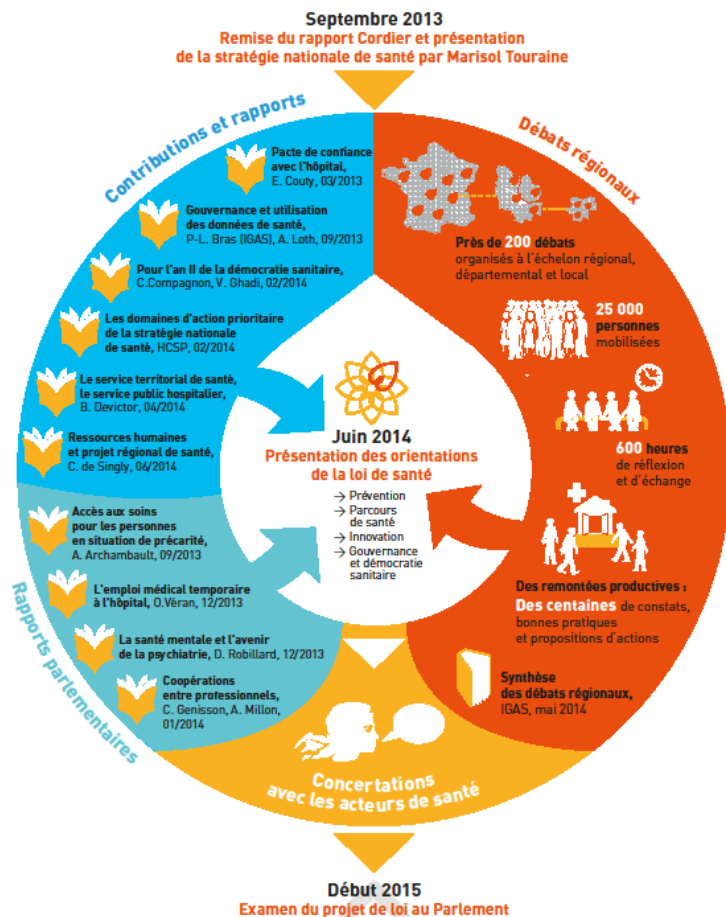 Septembre 2013
Remise du rapport Cordier et présentation
de la stratégie nationale de santé par Marisol Touraine
Contributions et rapports
Pacte de confiance
avec l'hôpital,
E. Couty, 03/2013
Gouvernance et utilisation
des données de santé,
P-L. Bras (IGAS), A. Loth, 09/2013
Pour l'an II de la démocratie sanitaire,
C.Compagnon, V. Ghadi, 02/2014
Les domaines d'action prioritaire
de la stratégie nationale
de santé, HCSP, 02/2014
Le service territorial de santé,
le service public hospitalier,
B. Devictor, 04/2014
Ressources humaines
et projet régional de santé,
C. de Singly, 06/2014
Rapports parlementaires
Accès aux soins
pour les personnes
en situation de précarité,
A. Archambault, 09/2013
L'emploi médical temporaire
à l'hôpital, O.Véran, 12/2013
La santé mentale et l'avenir
de la psychiatrie, D. Robillard, 12/2013
Coopérations
entre professionnels,
C. Genisson, A. Millon,
01/2014
Débats régionaux
Près de 200 débats
organisés à l'échelon régional,
départemental et local
25 000
personnes
mobilisées
600 heures
de réflexion
et d'échange
Des remontées productives :
Des centaines de constats,
bonnes pratiques
et propositions d'actions
Synthèse
des débats régionaux,
IGAS, mai 2014
Juin 2014
Présentation des orientations
de la loi de santé
→ Prévention
→ Parcours
de santé
→ Innovation
→ Gouvernance
et démocratie
sanitaire
Concertations
avec les acteurs de santé
Début 2015
Examen du projet de loi au Parlement